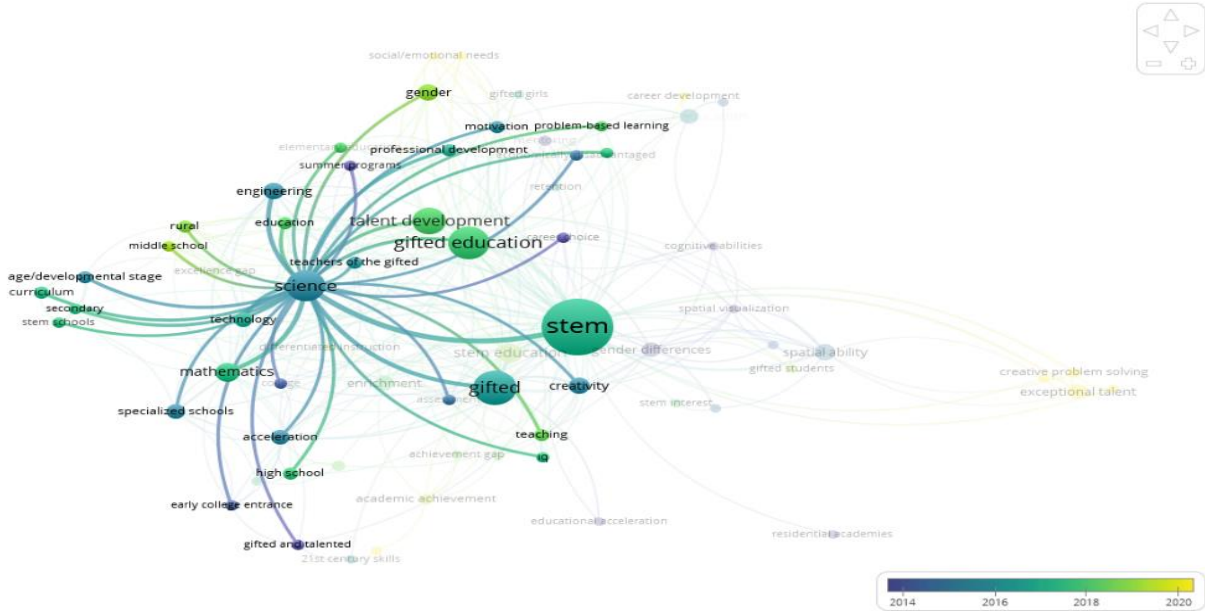 social/emotional needs
gender
gifted girls
career development
motivation
problem-based learning
professional development
summer programs
retention
engineering
rural
education
talent development
gifted education
middle school
career choice
cognitive abilities
teachers of the gifted
excellence gap
age/developmental stage
science
curriculum
secondary
spatial visualization
stem schools
technology
stem
differentiated instruction
stem education
gender differences
spatial ability
gifted students
mathematics
college
enrichment
gifted
creativity
creative problem solving
exceptional talent
stem interest
specialized schools
acceleration
teaching
achievement gap
iq
high school
academic achievement
early college entrance
educational acceleration
residential academies
gifted and talented
21st century skills
2014
2016
2018
2020